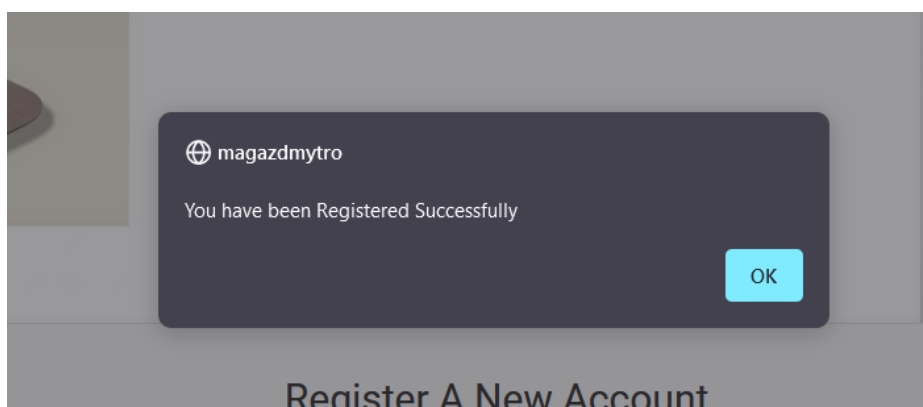 magazdmytro
You have been Registered Successfully
OK
Register A New Account